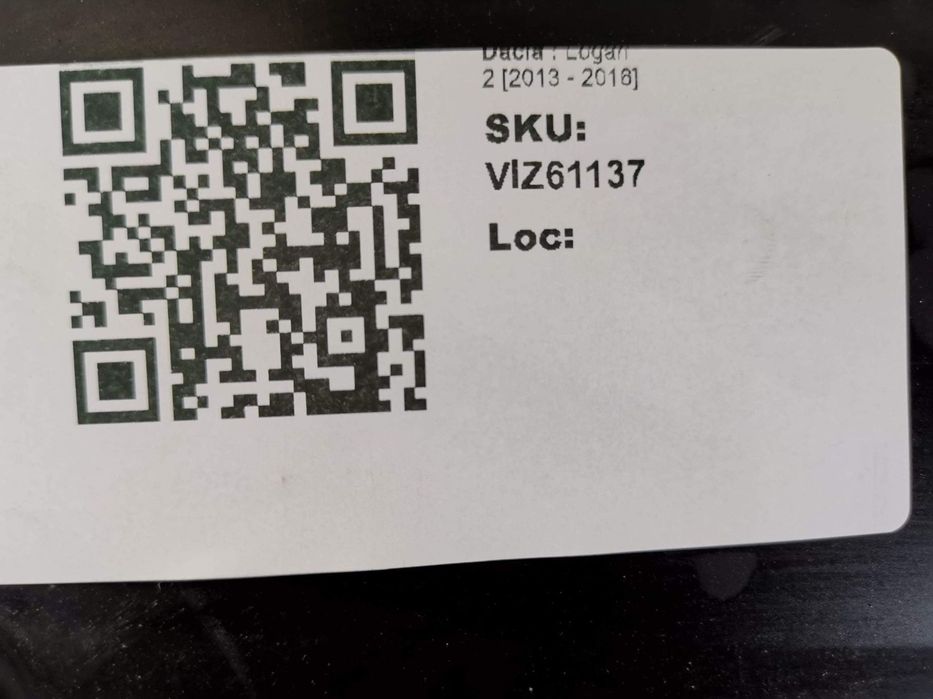 Dacia : Logan
2 [2013 - 2016]
SKU:
VIZ61137
Loc: